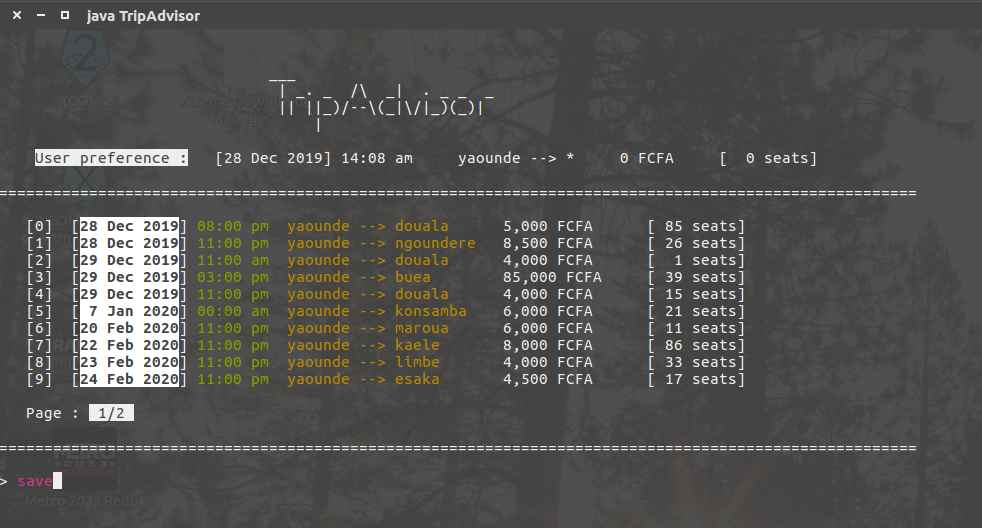 java TripAdvisor
User preference : [28 Dec 2019] 14:08 am yaounde --> * 0 FCFA [ 0 seats]
[0] [28 Dec 2019] 08:00 pm yaounde --> douala 5,000 FCFA [ 85 seats]
[1] [28 Dec 2019] 11:00 pm yaounde --> ngoundere 8,500 FCFA [ 26 seats]
[2] [29 Dec 2019] 11:00 am yaounde --> douala 4,000 FCFA [ 1 seats]
[3] [29 Dec 2019] 03:00 pm yaounde --> buea 85,000 FCFA [ 39 seats]
[4] [29 Dec 2019] 11:00 pm yaounde --> douala 4,000 FCFA [ 15 seats]
[5] [ 7 Jan 2020] 00:00 am yaounde --> konsamba 6,000 FCFA [ 21 seats]
[6] [20 Feb 2020] 11:00 pm yaounde --> maroua 6,000 FCFA [ 11 seats]
[7] [22 Feb 2020] 11:00 pm yaounde --> kaele 8,000 FCFA [ 86 seats]
[8] [23 Feb 2020] 11:00 pm yaounde --> limbe 4,000 FCFA [ 33 seats]
[9] [24 Feb 2020] 11:00 pm yaounde --> esaka 4,500 FCFA [ 17 seats]
Page : 1/2
> save
Metro 2033 Redux